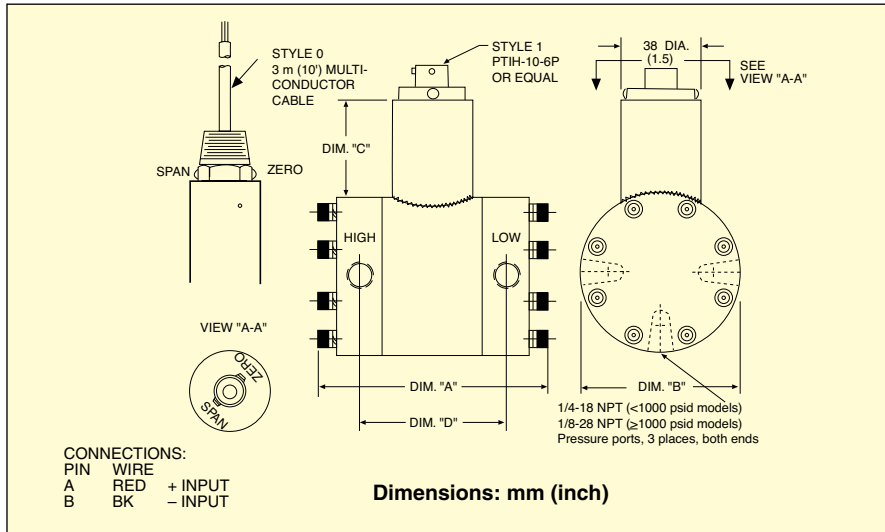 STYLE 0
3 m (10') MULTI-
CONDUCTOR
CABLE
SPAN
ZERO
STYLE 1
PTIH-10-6P
OR EQUAL
DIM. "C"
HIGH
LOW
DIM. "A"
DIM. "D"
38 DIA.
(1.5)
SEE
VIEW "A-A"
DIM. "B"
1/4-18 NPT (<1000 psid models)
1/8-28 NPT (≥1000 psid models)
Pressure ports, 3 places, both ends
VIEW "A-A"
ZERO
SPAN
CONNECTIONS:
PIN WIRE
A RED + INPUT
B BK – INPUT
Dimensions: mm (inch)